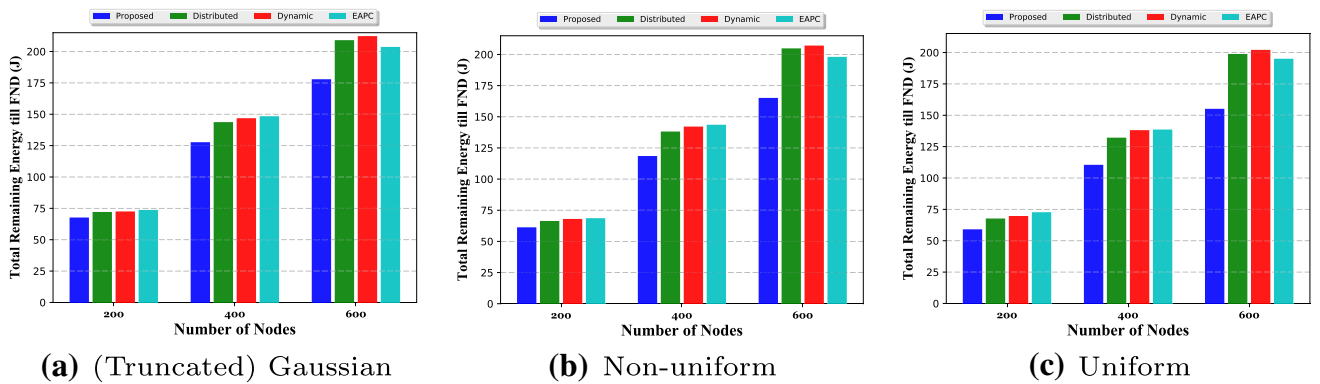 Proposed Distributed Dynamic EAPC
Total Remaining Energy till FND (J)
200
175
150
125
100
75
50
25
0
200 400 600
Number of Nodes
(a) (Truncated) Gaussian
Proposed Distributed Dynamic EAPC
Total Remaining Energy till FND (J)
200
175
150
125
100
75
50
25
0
200 400 600
Number of Nodes
(b) Non-uniform
Proposed Distributed Dynamic EAPC
Total Remaining Energy till FND (J)
200
175
150
125
100
75
50
25
0
200 400 600
Number of Nodes
(c) Uniform